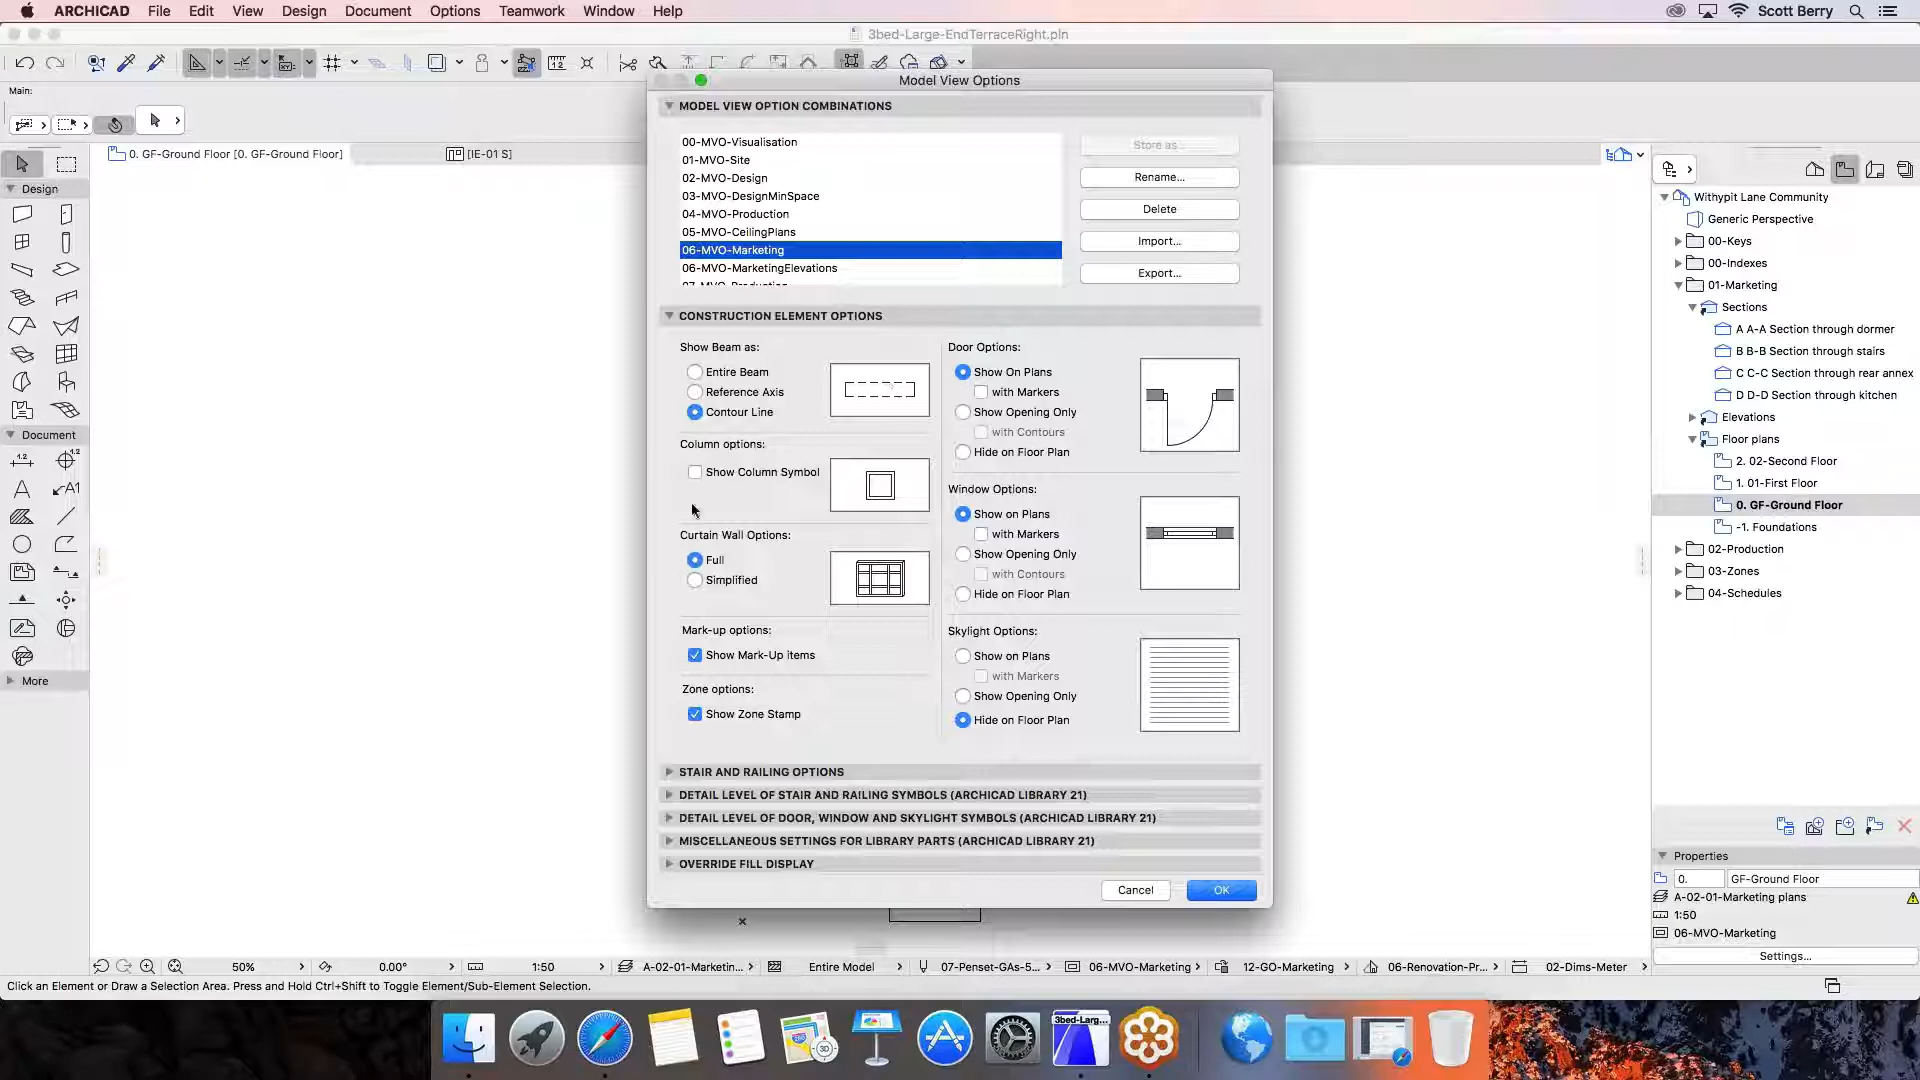 ARCHICAD File Edit View Design Document Options Teamwork Window Help
Scott Berry
3bed-Large-EndTerraceRight.pln
Main:
0. GF-Ground Floor [0. GF-Ground Floor]
[IE-01 S]
Design
Document
More
Model View Options
MODEL VIEW OPTION COMBINATIONS
00-MVO-Visualisation
01-MVO-Site
02-MVO-Design
03-MVO-DesignMinSpace
04-MVO-Production
05-MVO-CeilingPlans
06-MVO-Marketing
06-MVO-MarketingElevations
07-MVO-Production
Store as...
Rename...
Delete
Import...
Export...
CONSTRUCTION ELEMENT OPTIONS
Show Beam as:
Entire Beam
Reference Axis
Contour Line
Column options:
Show Column Symbol
Curtain Wall Options:
Full
Simplified
Mark-up options:
Show Mark-Up items
Zone options:
Show Zone Stamp
Door Options:
Show On Plans
with Markers
Show Opening Only
with Contours
Hide on Floor Plan
Window Options:
Show on Plans
with Markers
Show Opening Only
with Contours
Hide on Floor Plan
Skylight Options:
Show on Plans
with Markers
Show Opening Only
Hide on Floor Plan
STAIR AND RAILING OPTIONS
DETAIL LEVEL OF STAIR AND RAILING SYMBOLS (ARCHICAD LIBRARY 21)
DETAIL LEVEL OF DOOR, WINDOW AND SKYLIGHT SYMBOLS (ARCHICAD LIBRARY 21)
MISCELLANEOUS SETTINGS FOR LIBRARY PARTS (ARCHICAD LIBRARY 21)
OVERRIDE FILL DISPLAY
Cancel
OK
Withypit Lane Community
Generic Perspective
00-Keys
00-Indexes
01-Marketing
Sections
A A-A Section through dormer
B B-B Section through stairs
C C-C Section through rear annex
D D-D Section through kitchen
Elevations
Floor plans
2. 02-Second Floor
1. 01-First Floor
0. GF-Ground Floor
-1. Foundations
02-Production
03-Zones
04-Schedules
Properties
0.
GF-Ground Floor
A-02-01-Marketing plans
1:50
06-MVO-Marketing
Settings...
50%
0.00°
1:50
A-02-01-Marketin...
Entire Model
07-Penset-GAs-5...
06-MVO-Marketing
12-GO-Marketing
06-Renovation-Pr...
02-Dims-Meter
Click an Element or Draw a Selection Area. Press and Hold Ctrl+Shift to Toggle Element/Sub-Element Selection.
3bed-Larg...